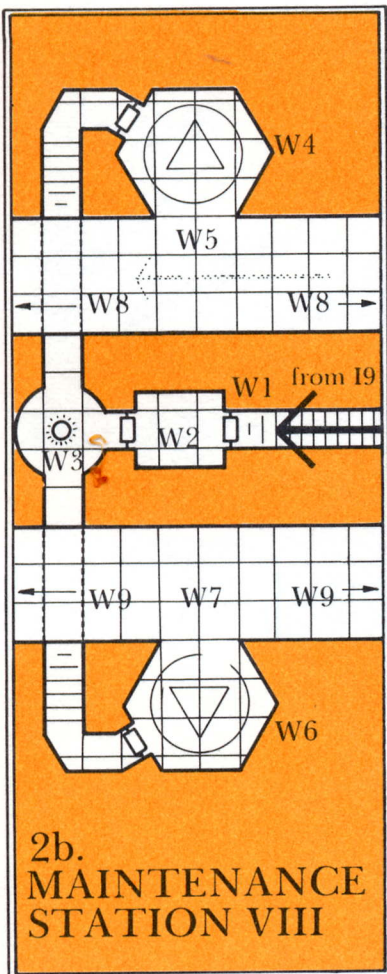 W4
W5
W8 W8
W1 from I9
W2
W3
W9 W7 W9
W6
2b.
MAINTENANCE
STATION VIII